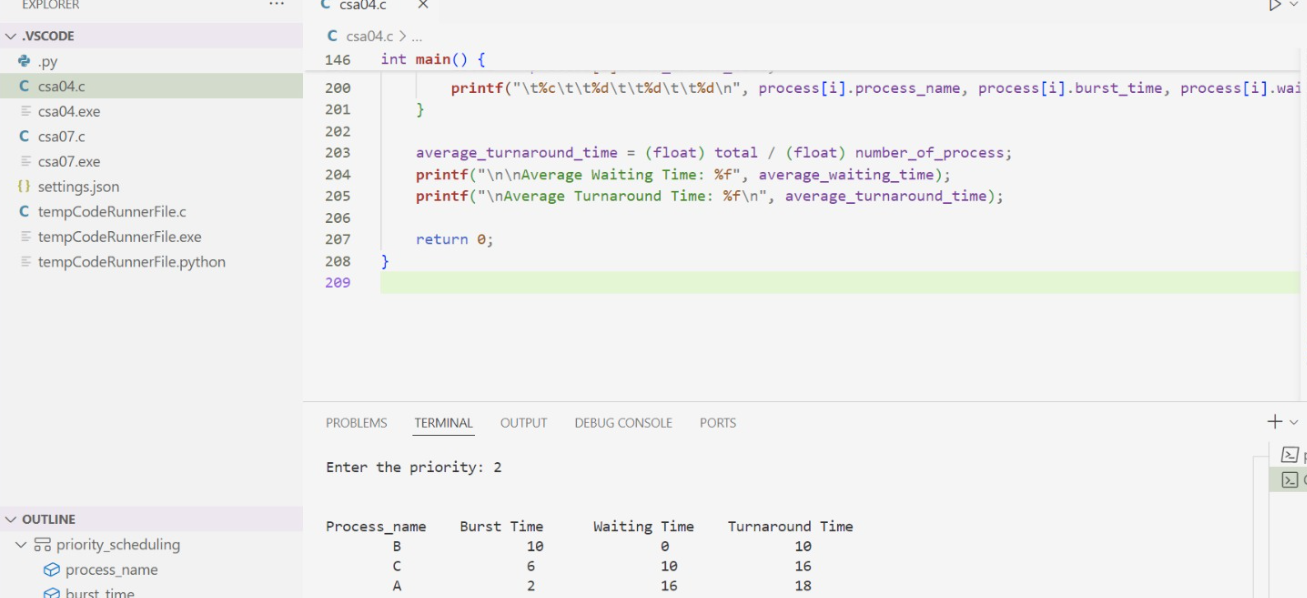 EXPLORER
...
.VSCODE
.py
C csa04.c
csa04.exe
C csa07.c
csa07.exe
{} settings.json
C tempCodeRunnerFile.c
tempCodeRunnerFile.exe
tempCodeRunnerFile.python
OUTLINE
priority_scheduling
process_name
burst_time
C csa04.c ×
C csa04.c > ...
146 int main() {
200 printf("\t%c\t\t%d\t\t%d\t\t%d\n", process[i].process_name, process[i].burst_time, process[i].wai
201 }
202
203 average_turnaround_time = (float) total / (float) number_of_process;
204 printf("\n\nAverage Waiting Time: %f", average_waiting_time);
205 printf("\nAverage Turnaround Time: %f\n", average_turnaround_time);
206
207 return 0;
208 }
209
PROBLEMS TERMINAL OUTPUT DEBUG CONSOLE PORTS
Enter the priority: 2
Process_name Burst Time Waiting Time Turnaround Time
B 10 0 10
C 6 10 16
A 2 16 18